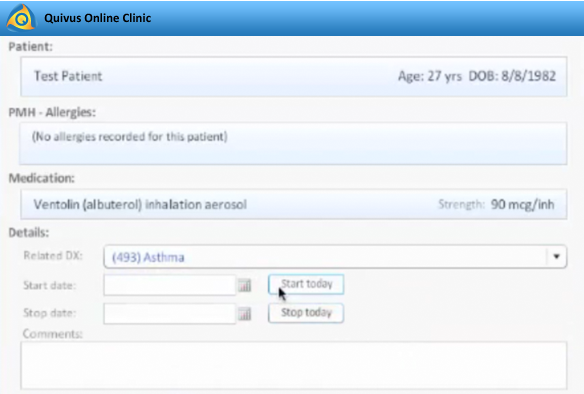 Quivus Online Clinic
Patient:
Test Patient Age: 27 yrs DOB: 8/8/1982
PMH - Allergies:
(No allergies recorded for this patient)
Medication:
Ventolin (albuterol) inhalation aerosol Strength: 90 mcg/inh
Details:
Related DX: (493) Asthma
Start date: Start today
Stop date: Stop today
Comments: